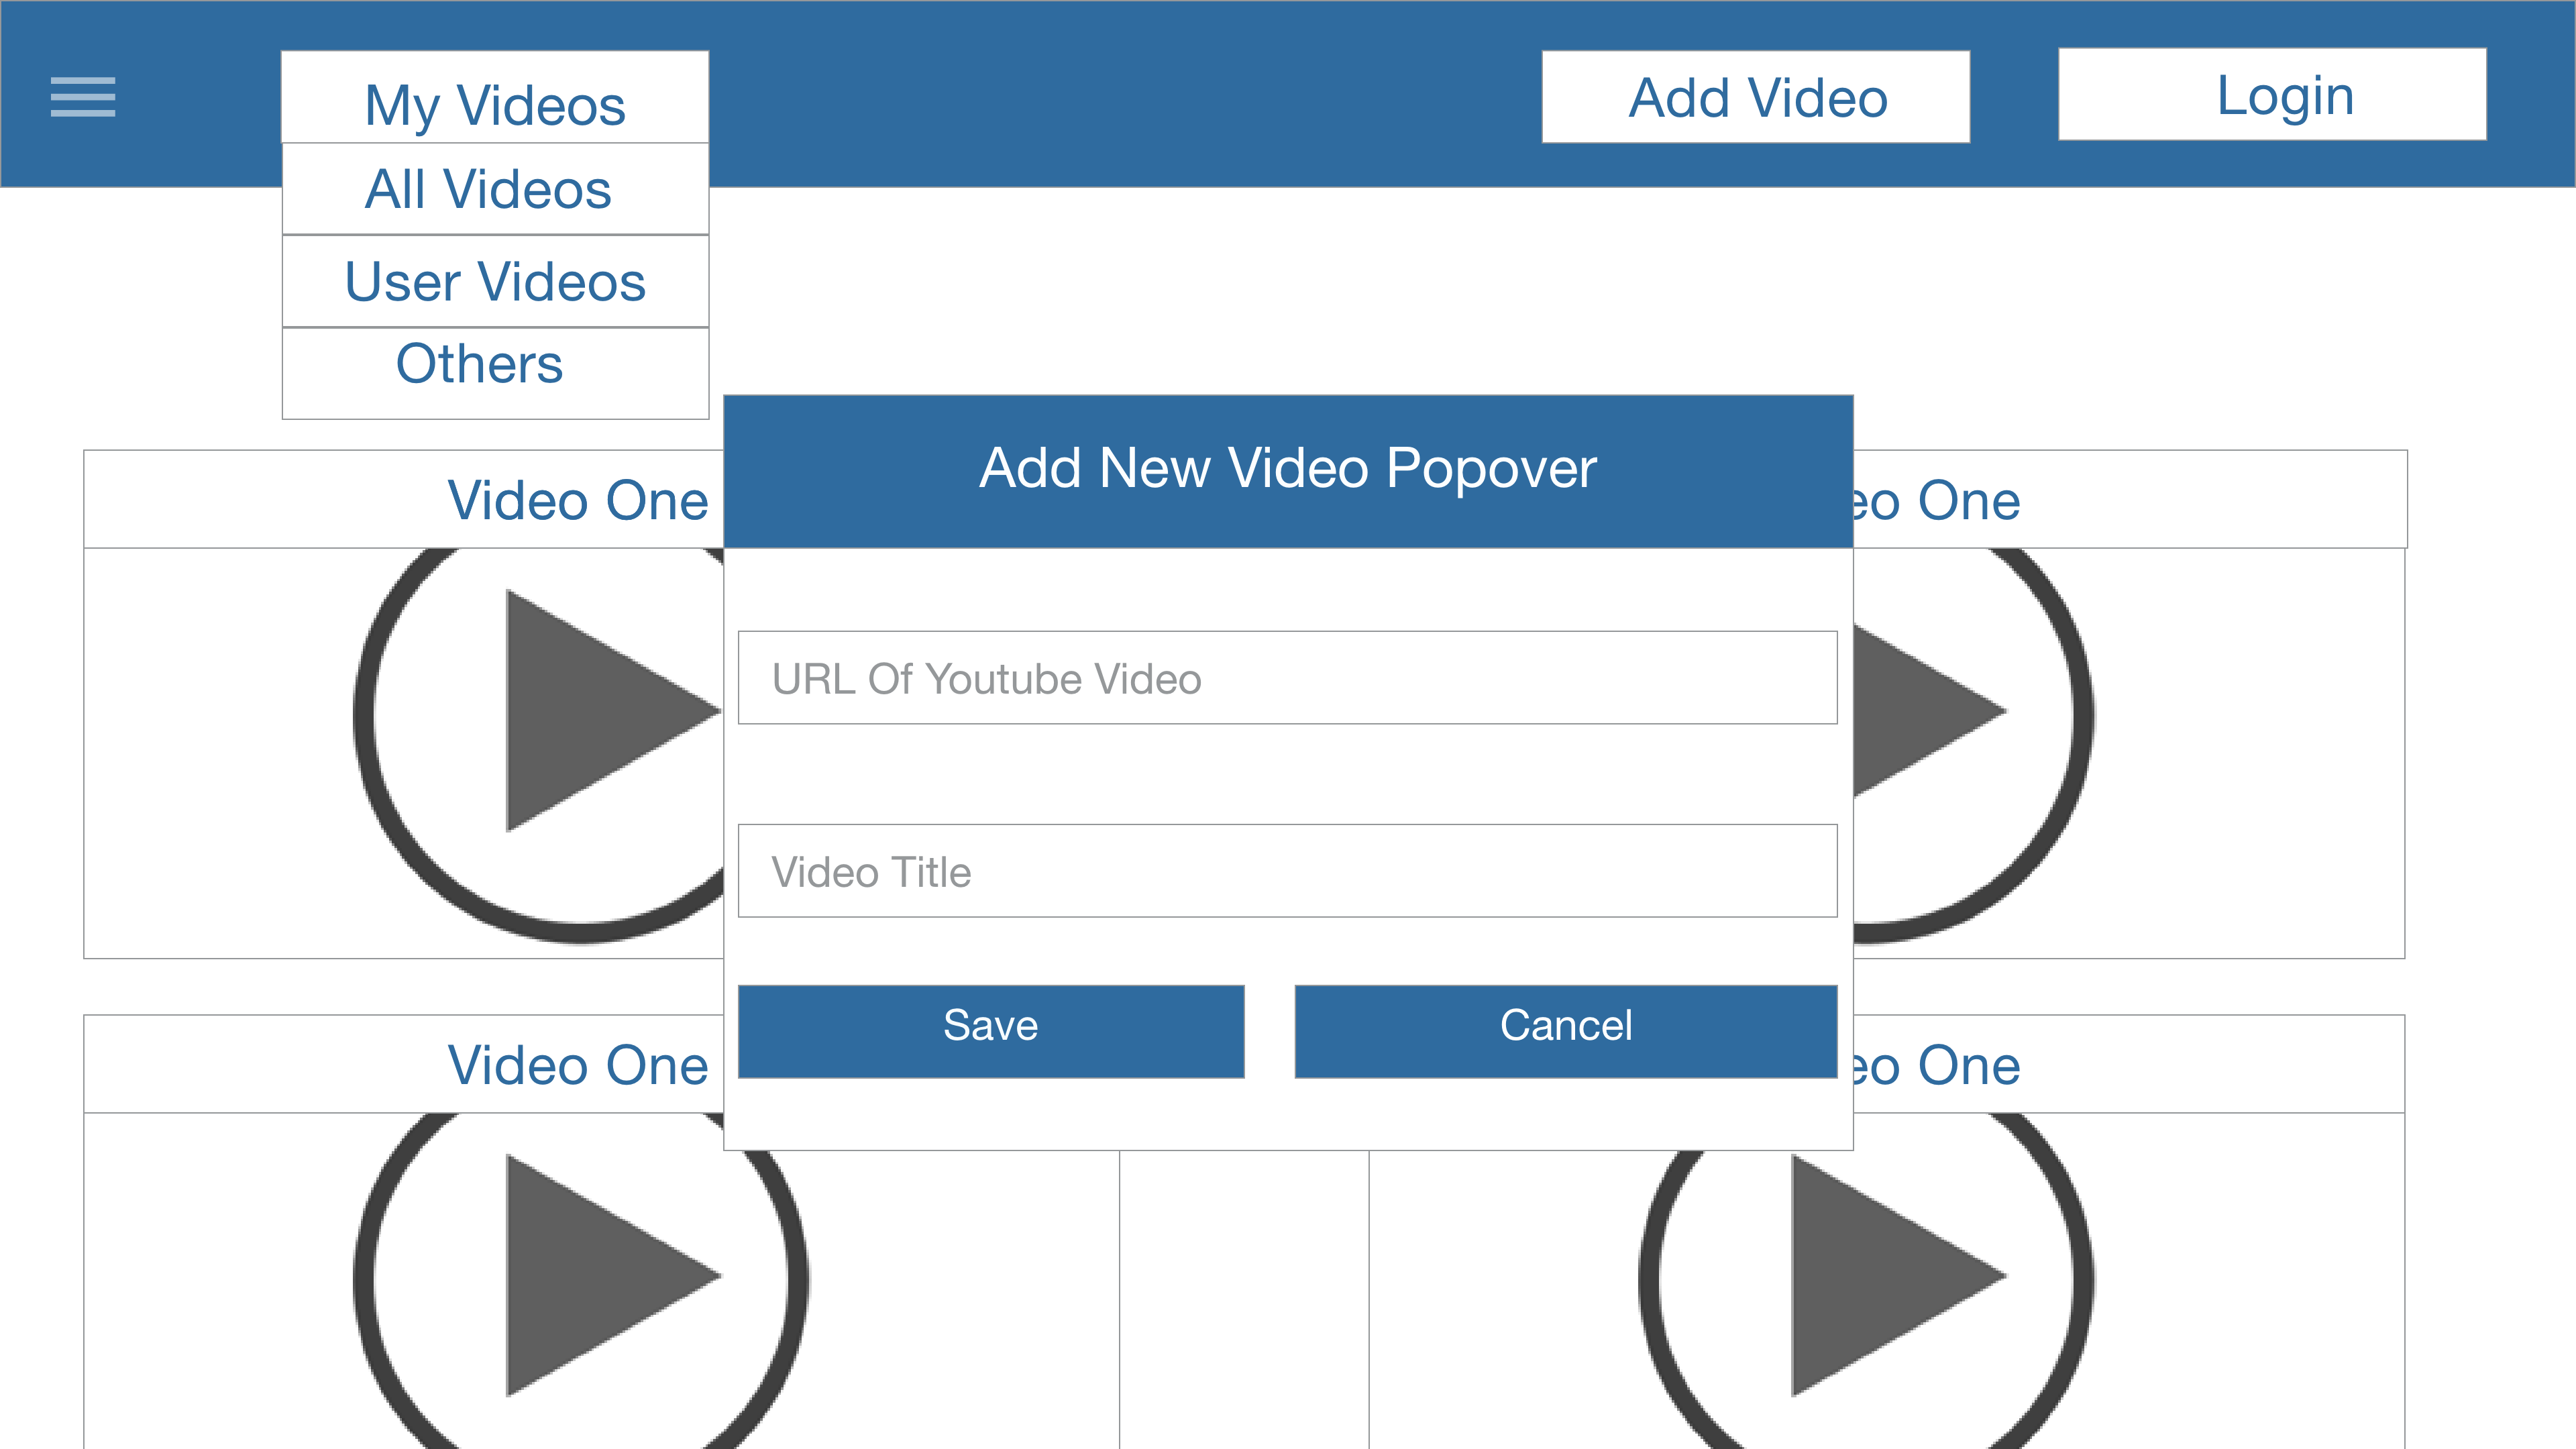 My Videos
Add Video
Login
All Videos
User Videos
Others
Add New Video Popover
Video One
eo One
URL Of Youtube Video
Video Title
Save
Cancel
Video One
eo One